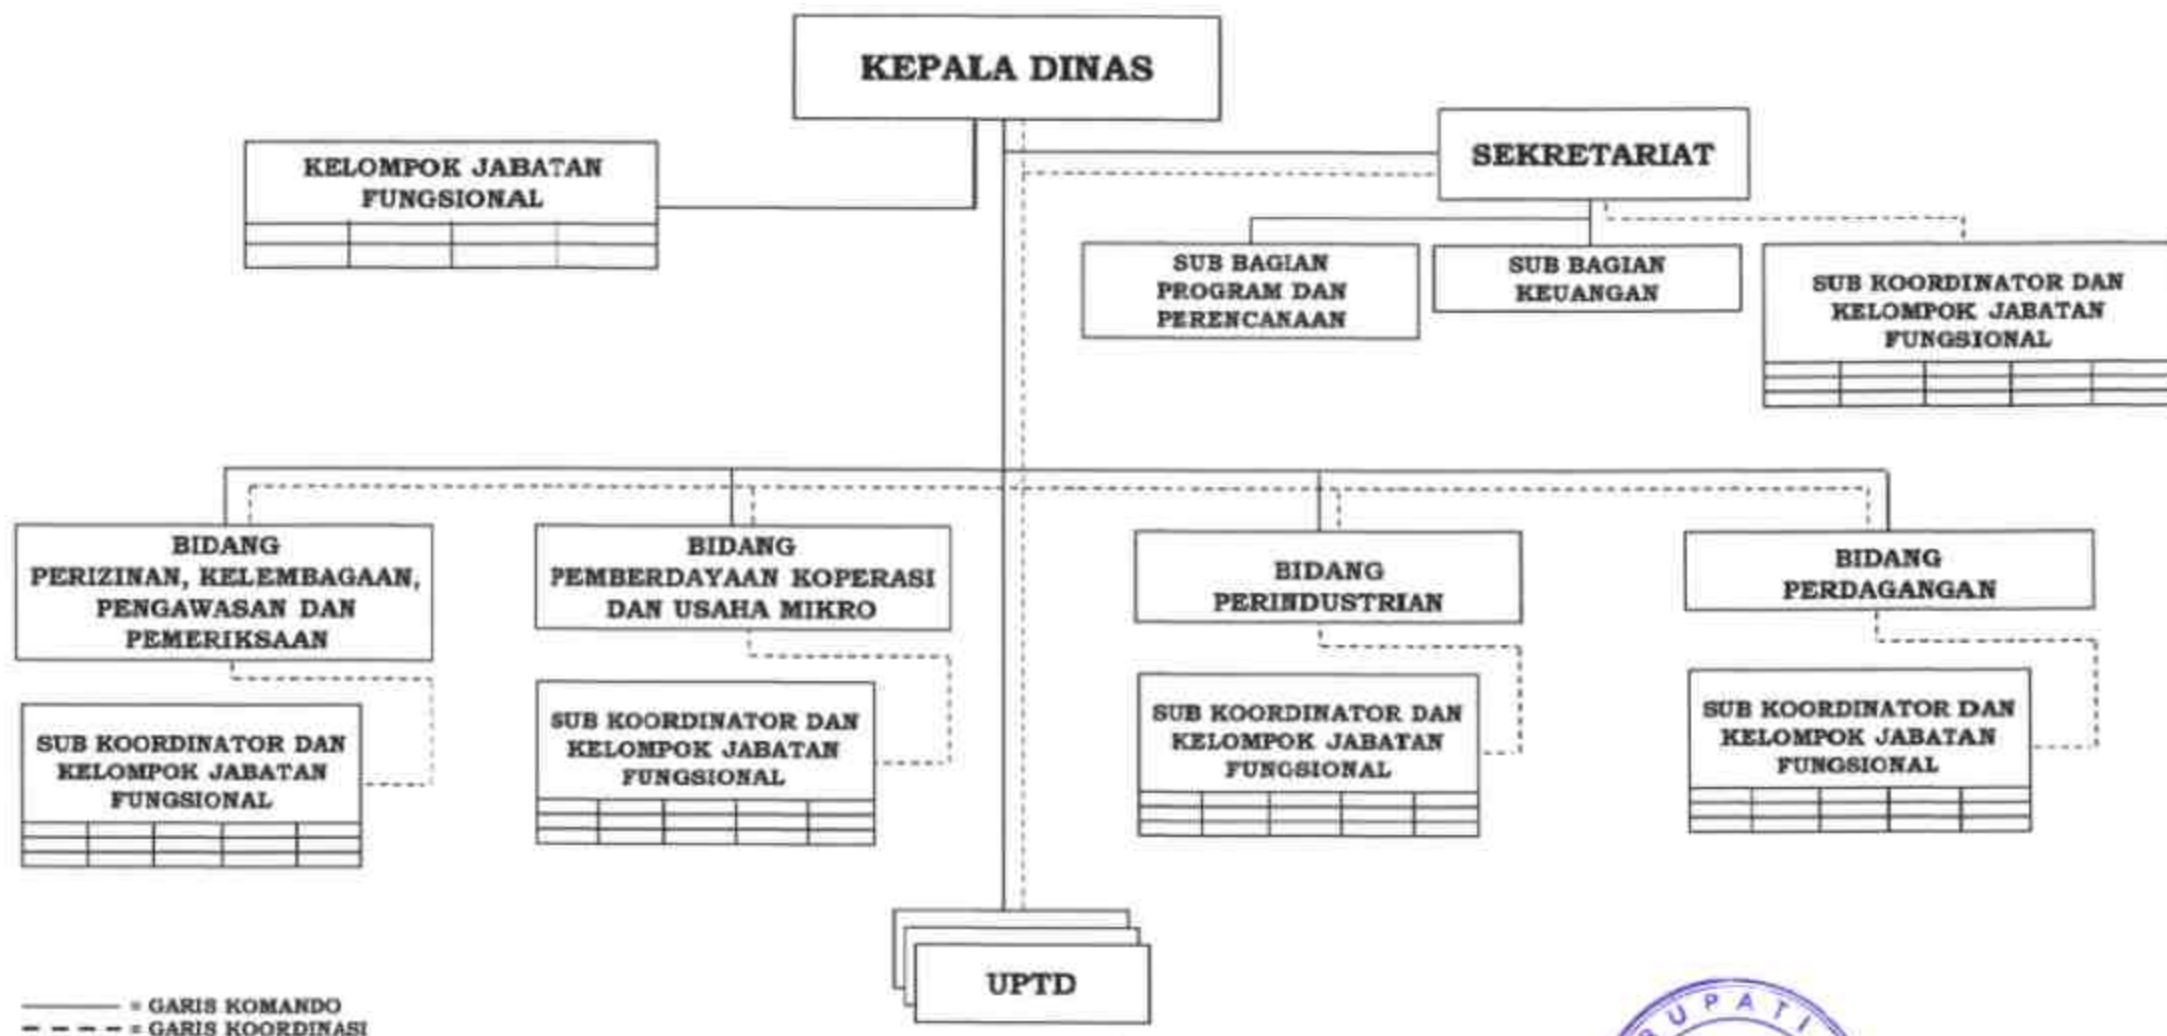 KEPALA DINAS
KELOMPOK JABATAN
FUNGSIONAL
SEKRETARIAT
SUB BAGIAN
PROGRAM DAN
PERENCANAAN
SUB BAGIAN
KEUANGAN
SUB KOORDINATOR DAN
KELOMPOK JABATAN
FUNGSIONAL
BIDANG
PERIZINAN, KELEMBAGAAN,
PENGAWASAN DAN
PEMERIKSAAN
BIDANG
PEMBERDAYAAN KOPERASI
DAN USAHA MIKRO
BIDANG
PERINDUSTRIAN
BIDANG
PERDAGANGAN
SUB KOORDINATOR DAN
KELOMPOK JABATAN
FUNGSIONAL
SUB KOORDINATOR DAN
KELOMPOK JABATAN
FUNGSIONAL
SUB KOORDINATOR DAN
KELOMPOK JABATAN
FUNGSIONAL
SUB KOORDINATOR DAN
KELOMPOK JABATAN
FUNGSIONAL
UPTD
= GARIS KOMANDO
= GARIS KOORDINASI
BUPATI